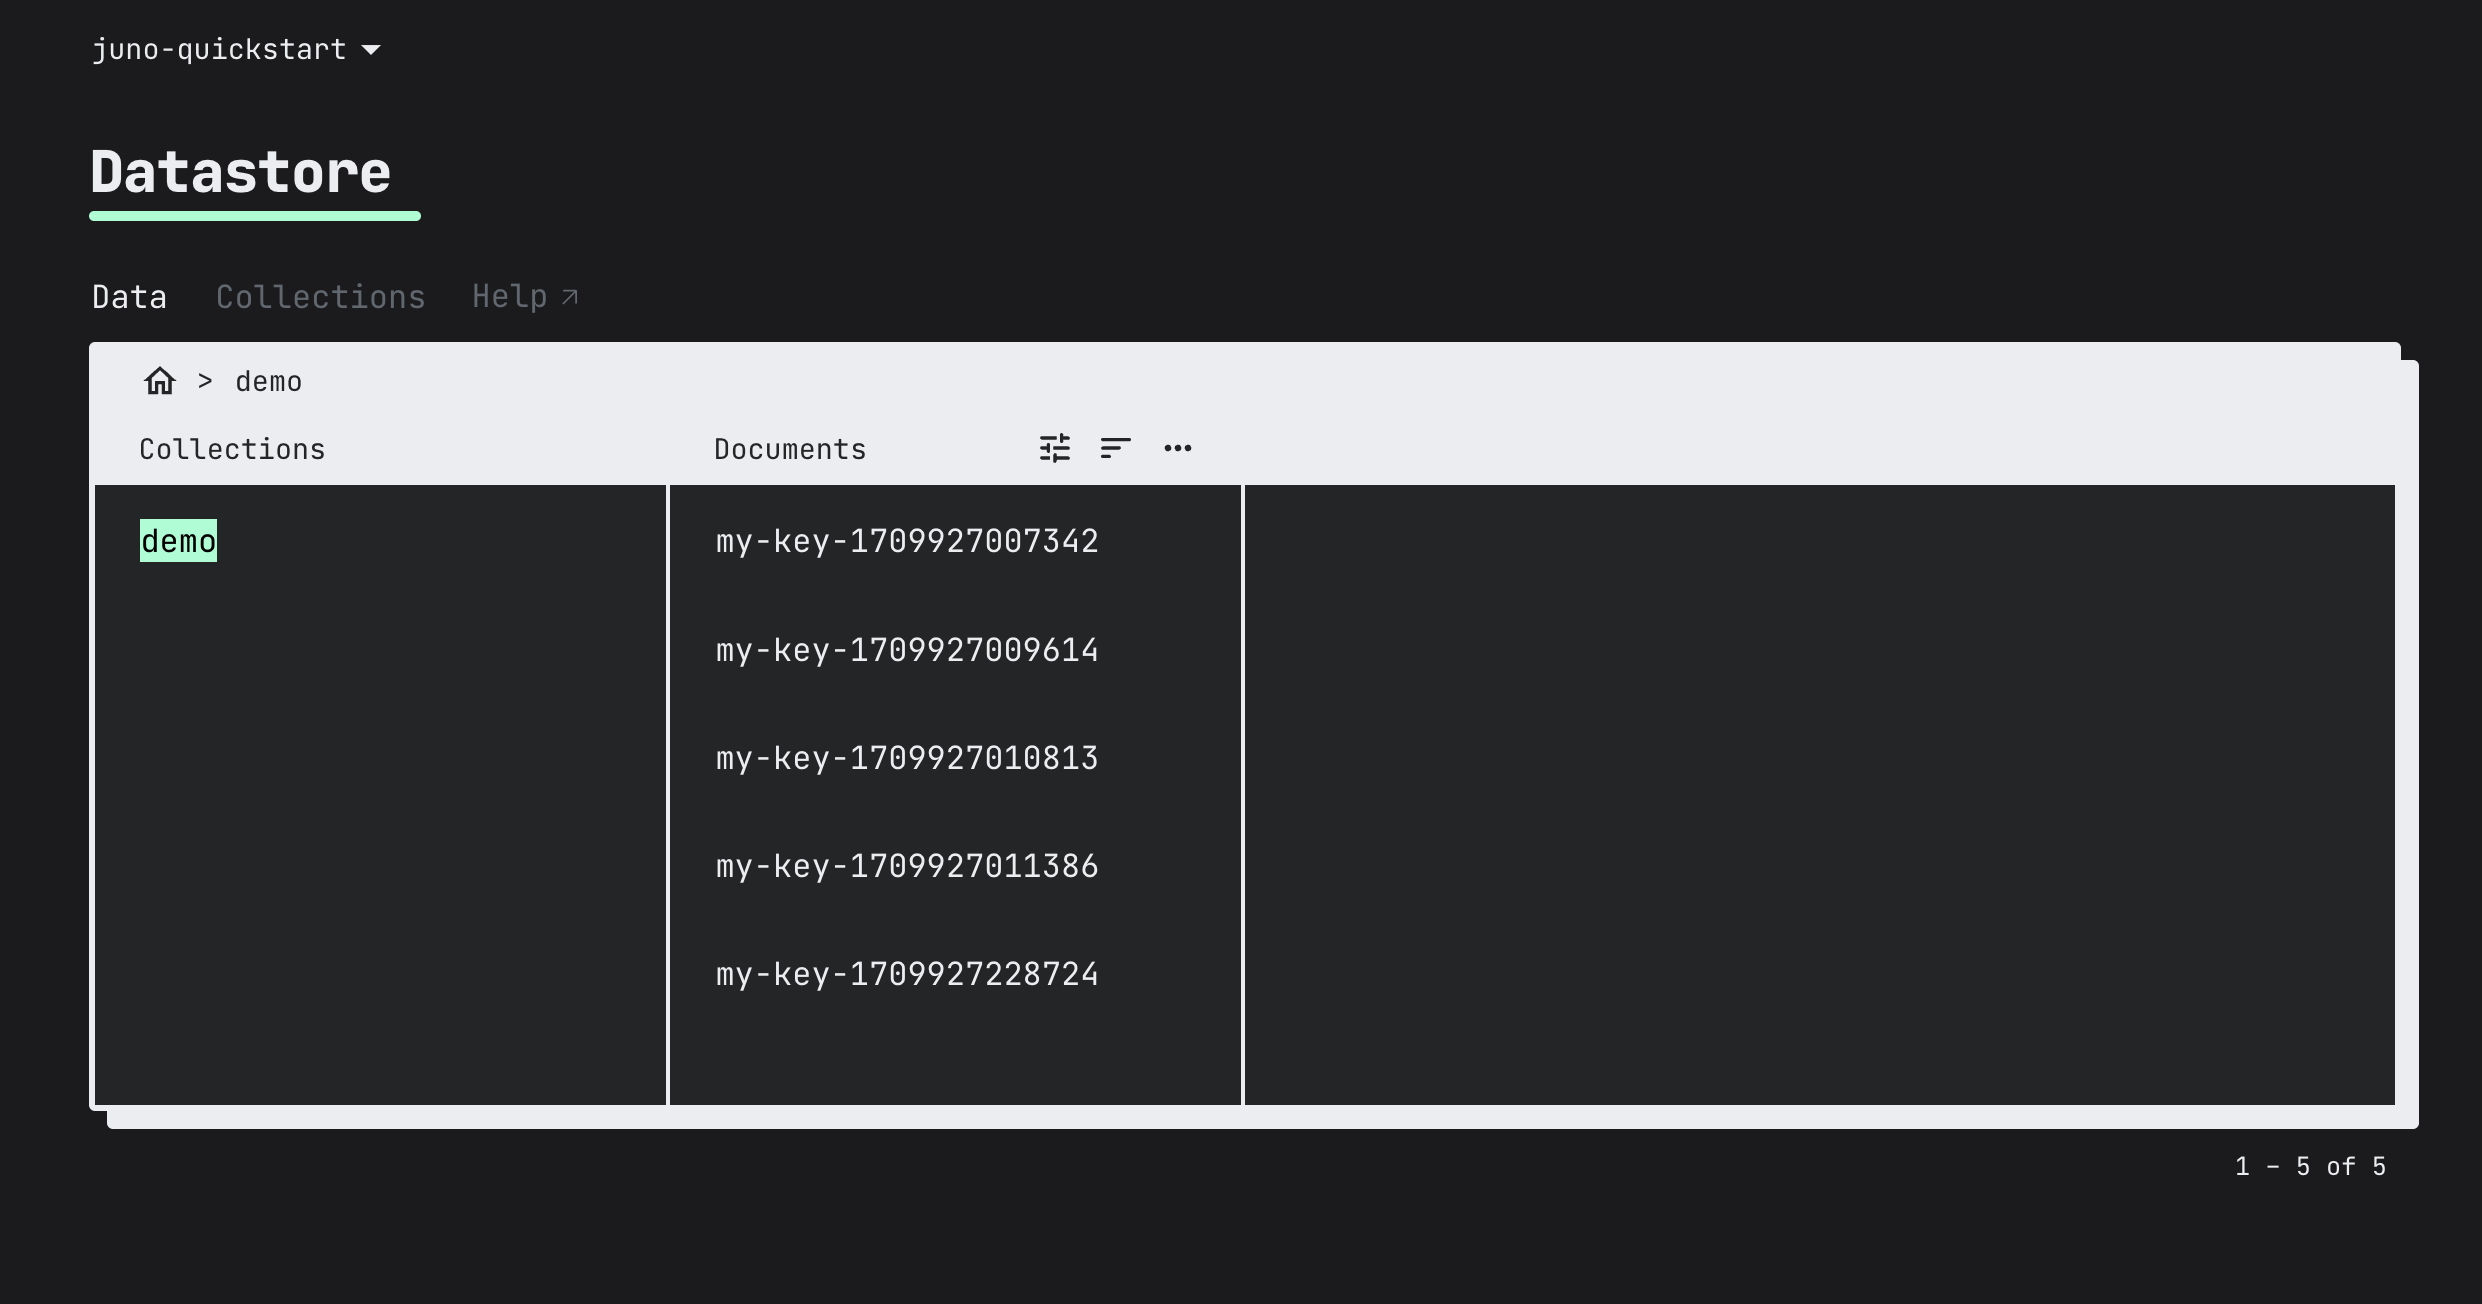 juno-quickstart
Datastore
Data Collections Help
> demo
Collections Documents
demo
my-key-1709927007342
my-key-1709927009614
my-key-1709927010813
my-key-1709927011386
my-key-1709927228724
1 – 5 of 5